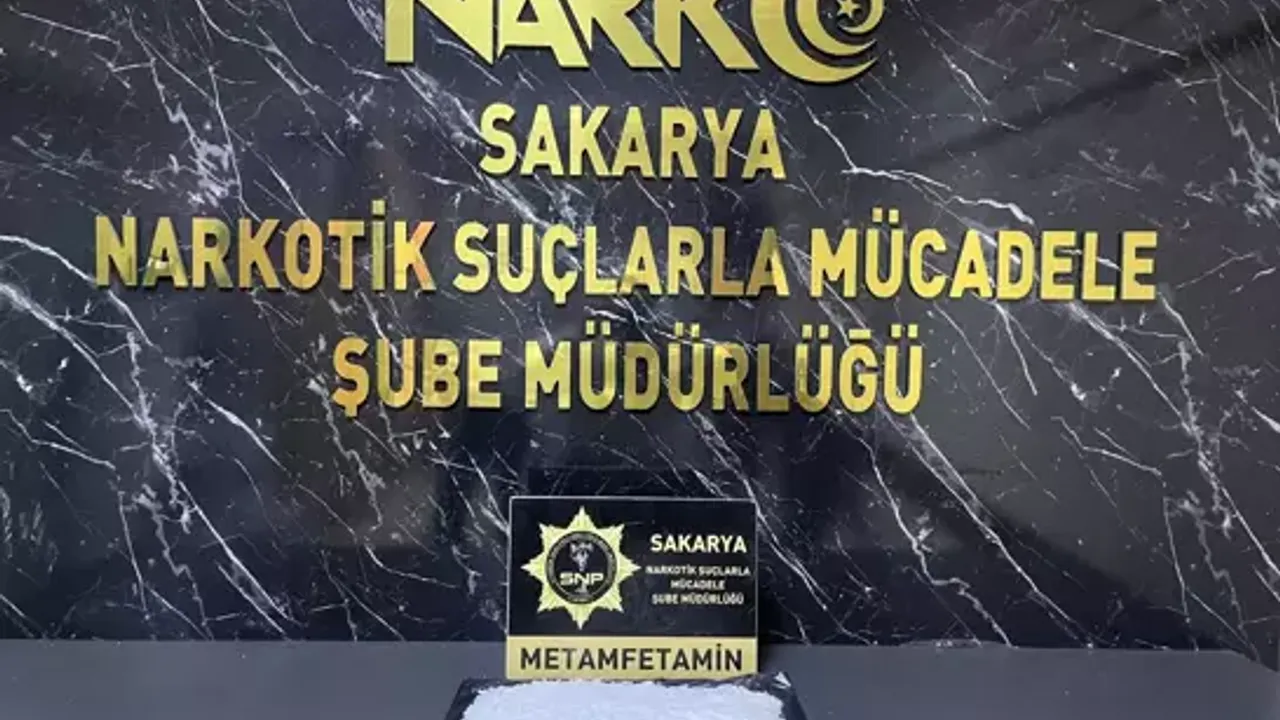 NARKO
SAKARYA
NARKOTİK SUÇLARLA MÜCADELE
ŞUBE MÜDÜRLÜĞÜ
SNP
SAKARYA
NARKOTİK SUÇLARLA
MÜCADELE
ŞUBE MÜDÜRLÜĞÜ
METAMFETAMİN